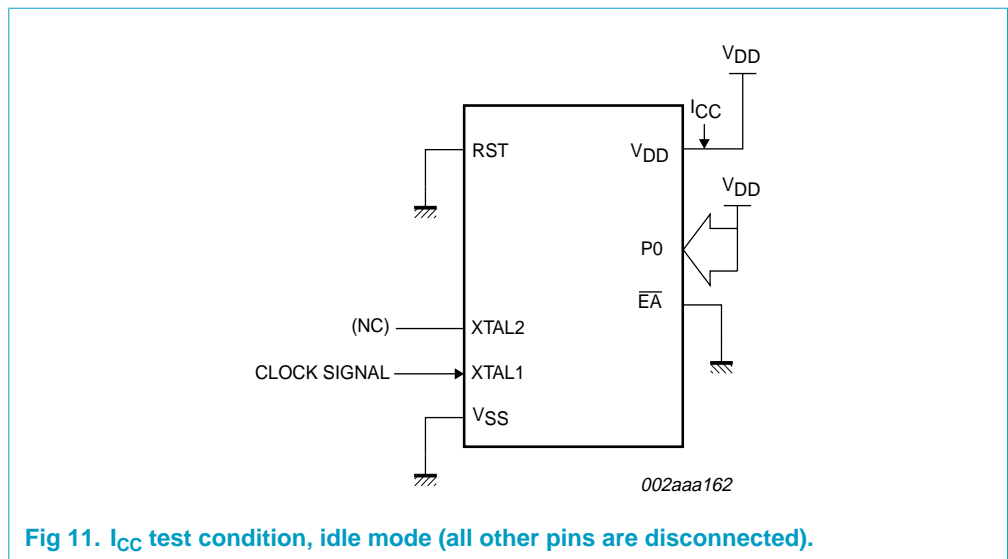 VDD
ICC
RST
VDD
VDD
P0
EA
(NC)
XTAL2
CLOCK SIGNAL
XTAL1
VSS
002aaa162
Fig 11. ICC test condition, idle mode (all other pins are disconnected).